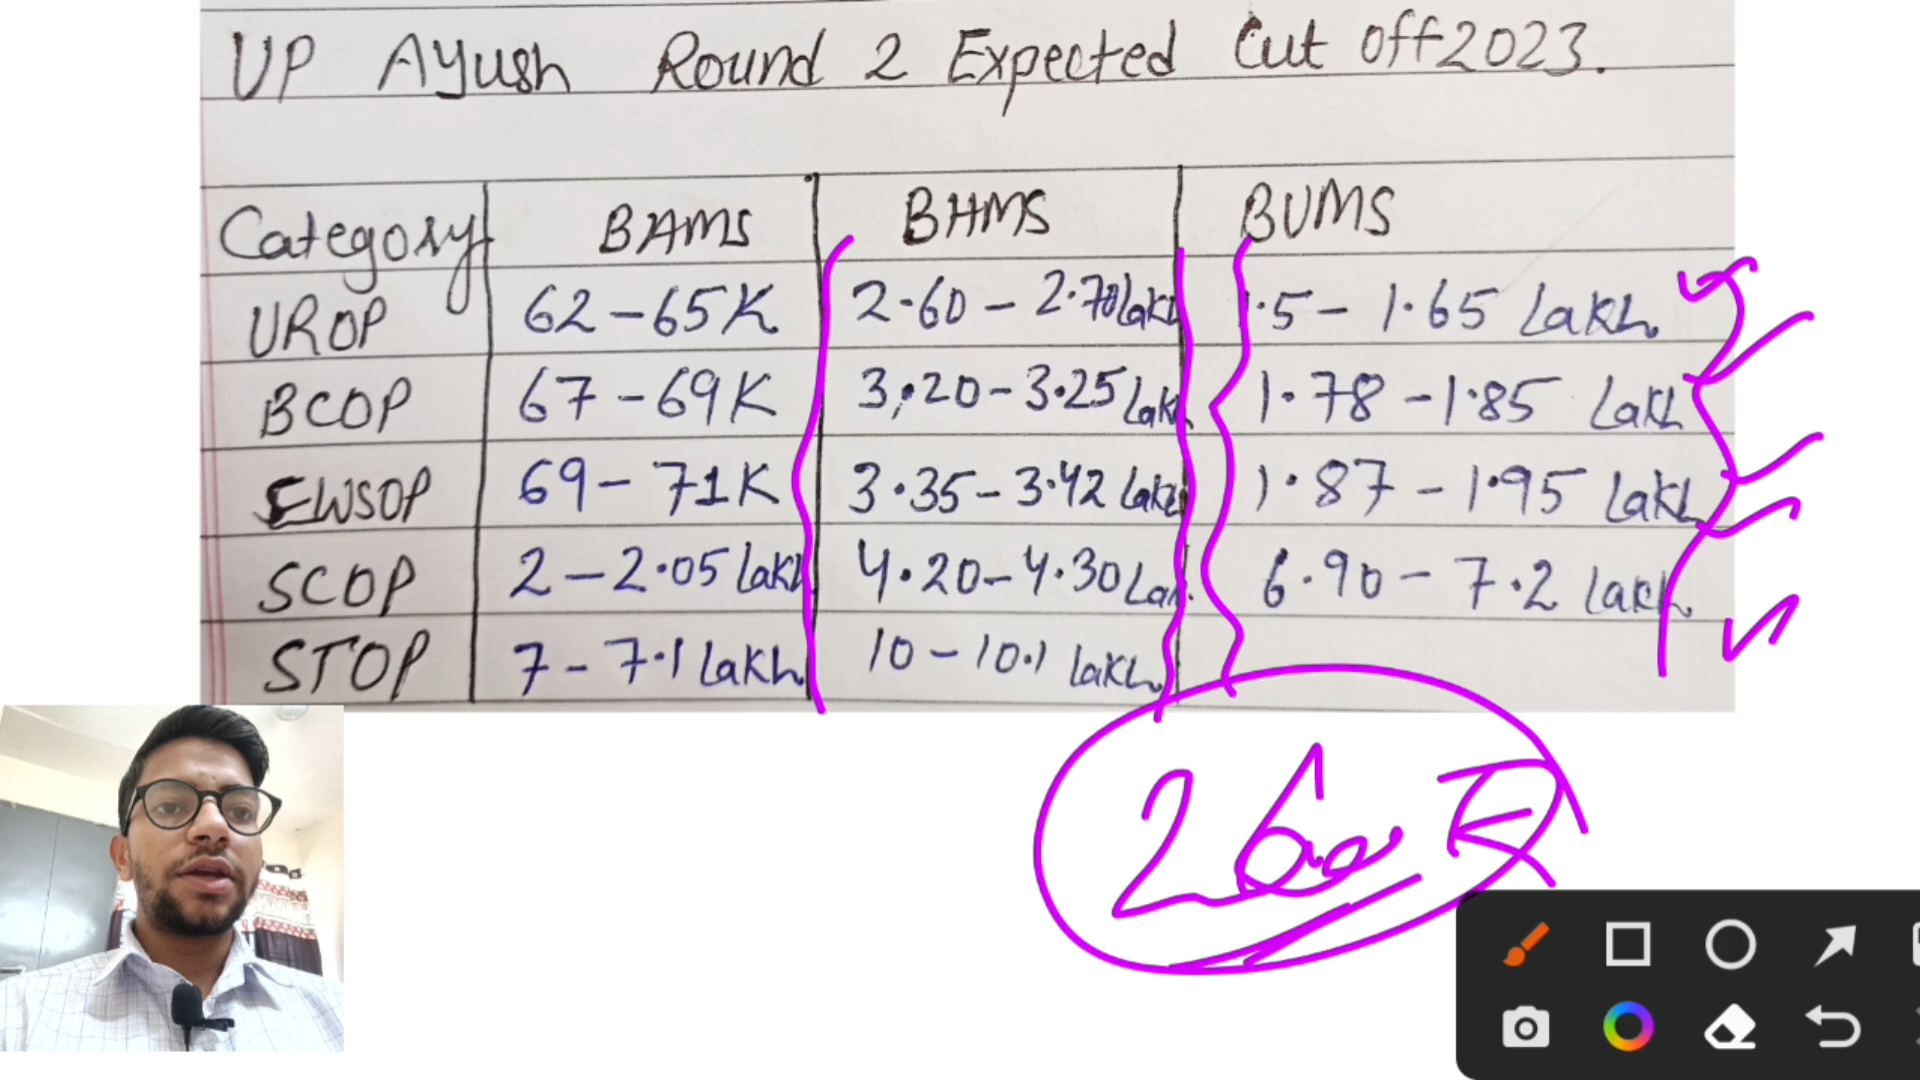 UP Ayush Round 2 Expected Cut off 2023.
Category BAMS BHMS BUMS
UROP 62-65K 2.60-2.70 Lakh .5-1.65 Lakh
BCOP 67-69K 3.20-3.25 Lak 1.78-1.85 Lakh
EWSOP 69-71K 3.35-3.42 Lakh 1.87-1.95 Lakh
SCOP 2-2.05 Lakh 4.20-4.30 Lak 6.90-7.2 lakh
STOP 7-7.1 Lakh 10-10.1 lakh